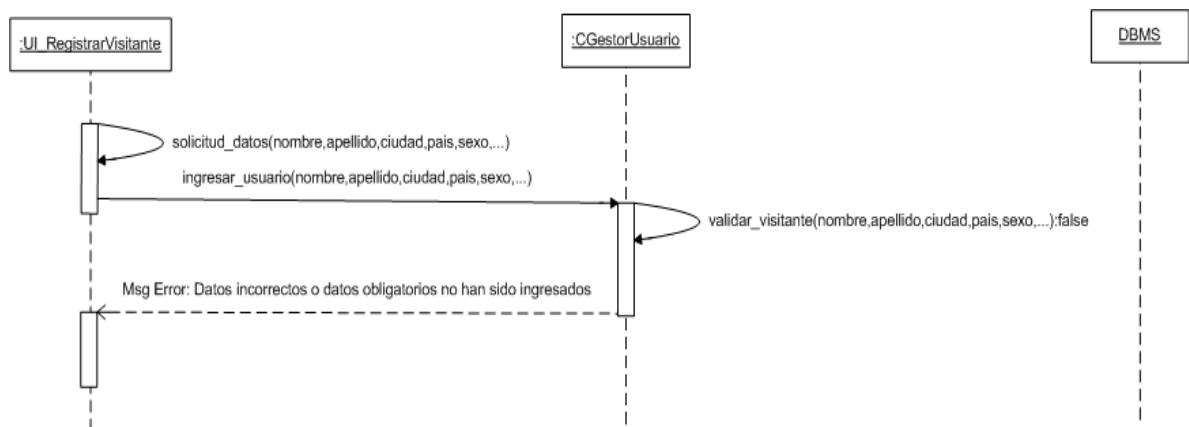 :UI_RegistrarVisitante
:CGestorUsuario
DBMS
solicitud_datos(nombre,apellido,ciudad,pais,sexo,...)
ingresar_usuario(nombre,apellido,ciudad,pais,sexo,...)
validar_visitante(nombre,apellido,ciudad,pais,sexo,...):false
Msg Error: Datos incorrectos o datos obligatorios no han sido ingresados